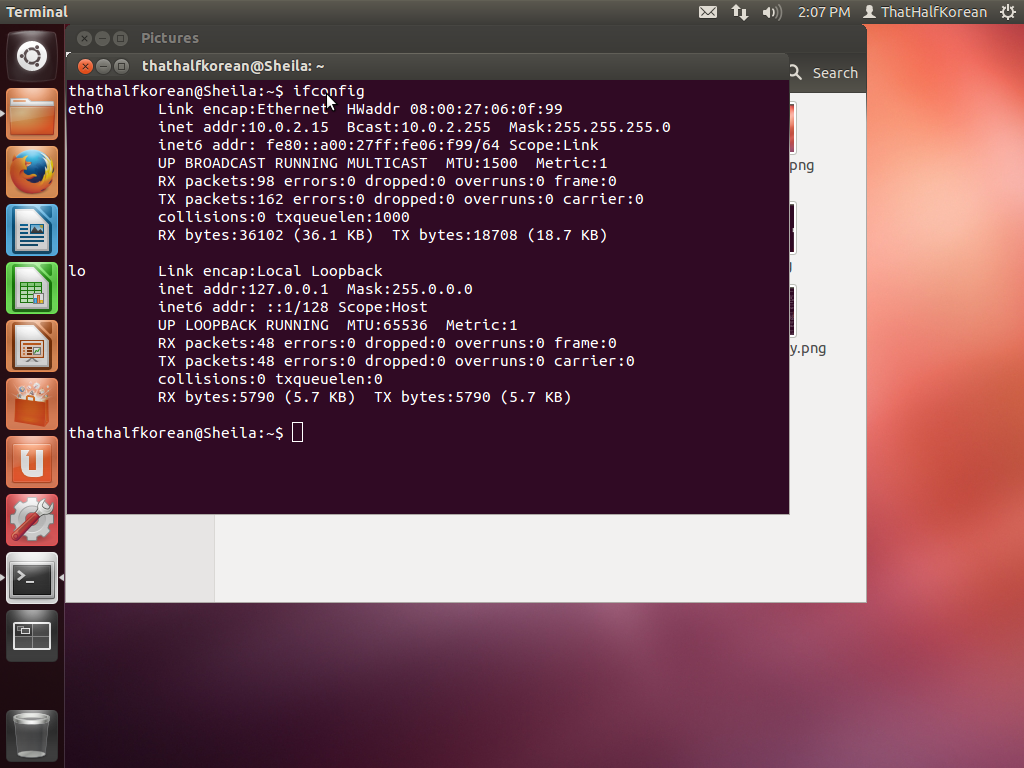 Terminal
2:07 PM ThatHalfKorean
Pictures
Search
thathalfkorean@Sheila: ~
thathalfkorean@Sheila:~$ ifconfig
eth0      Link encap:Ethernet  HWaddr 08:00:27:06:0f:99
          inet addr:10.0.2.15  Bcast:10.0.2.255  Mask:255.255.255.0
          inet6 addr: fe80::a00:27ff:fe06:f99/64 Scope:Link
          UP BROADCAST RUNNING MULTICAST  MTU:1500  Metric:1
          RX packets:98 errors:0 dropped:0 overruns:0 frame:0
          TX packets:162 errors:0 dropped:0 overruns:0 carrier:0
          collisions:0 txqueuelen:1000
          RX bytes:36102 (36.1 KB)  TX bytes:18708 (18.7 KB)
lo        Link encap:Local Loopback
          inet addr:127.0.0.1  Mask:255.0.0.0
          inet6 addr: ::1/128 Scope:Host
          UP LOOPBACK RUNNING  MTU:65536  Metric:1
          RX packets:48 errors:0 dropped:0 overruns:0 frame:0
          TX packets:48 errors:0 dropped:0 overruns:0 carrier:0
          collisions:0 txqueuelen:0
          RX bytes:5790 (5.7 KB)  TX bytes:5790 (5.7 KB)
thathalfkorean@Sheila:~$
png
y.png